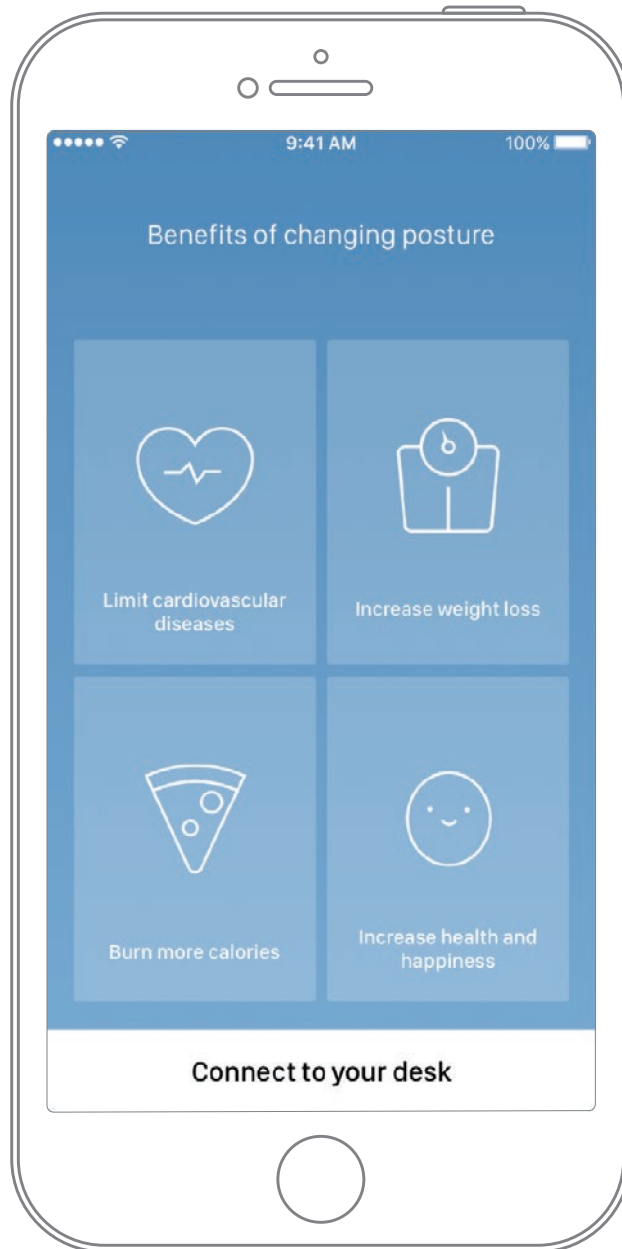 9:41 AM
100%
Benefits of changing posture
Limit cardiovascular
diseases
Increase weight loss
Burn more calories
Increase health and
happiness
Connect to your desk